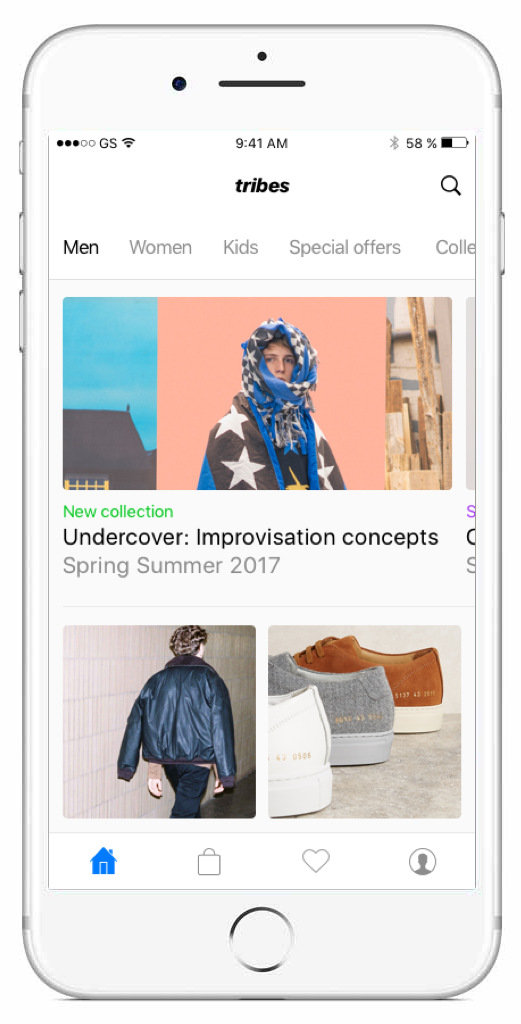 GS 9:41 AM 58 %
tribes
Men Women Kids Special offers Colle
New collection S
Undercover: Improvisation concepts
Spring Summer 2017 S